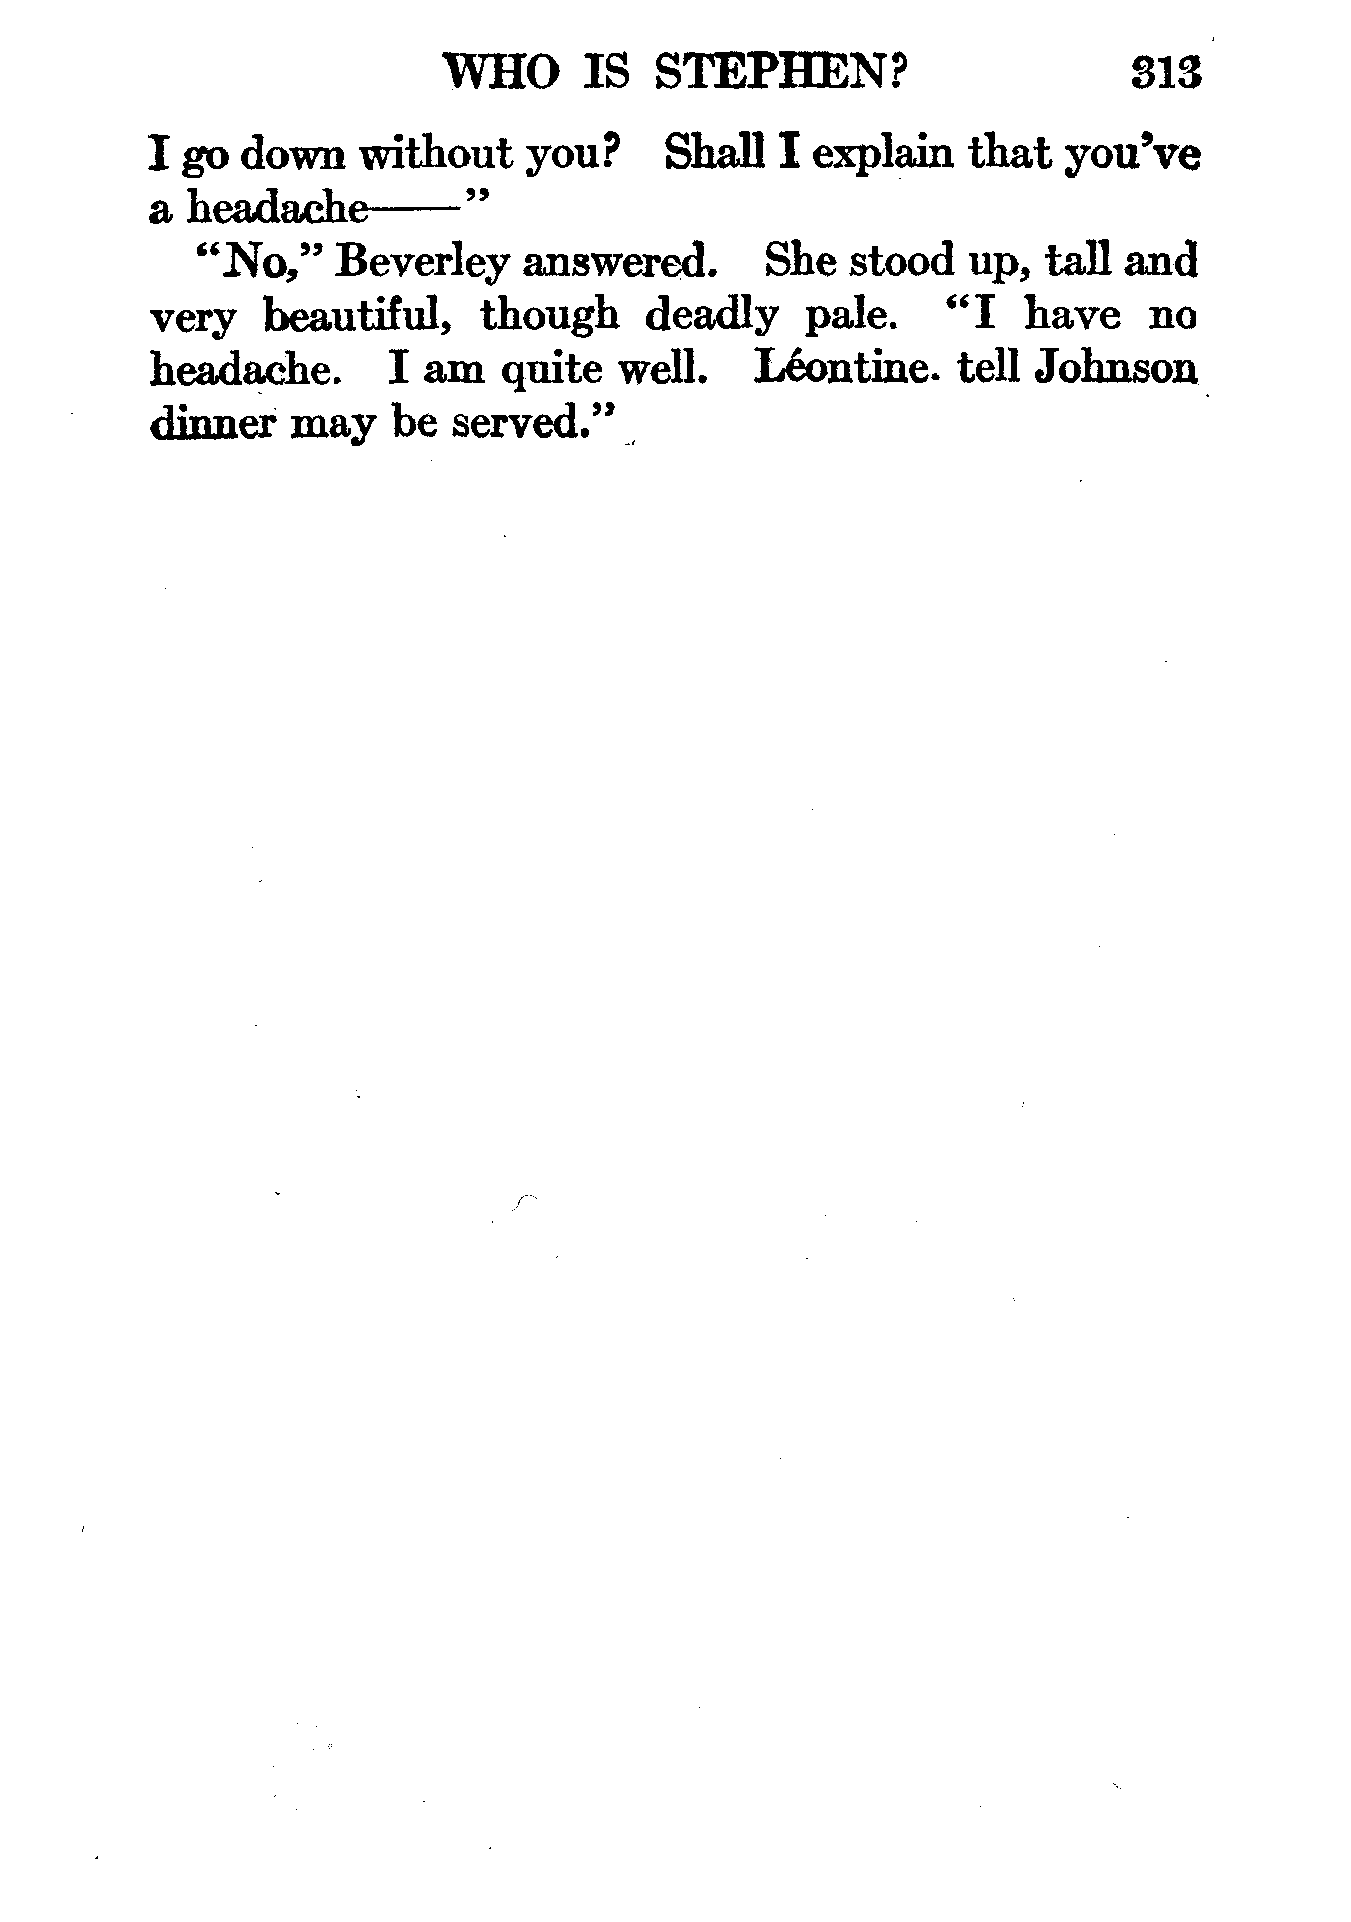 WHO IS STEPHEN? 313
I go down without you? Shall I explain that you've
a headache——"
"No," Beverley answered. She stood up, tall and
very beautiful, though deadly pale. "I have no
headache. I am quite well. Léontine. tell Johnson
dinner may be served."